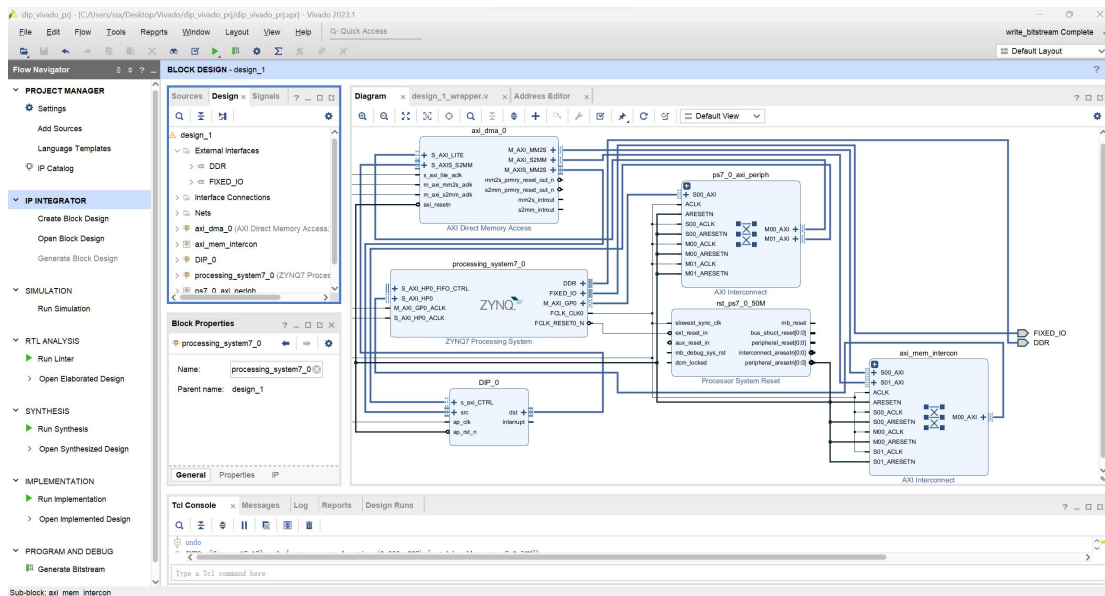 dip_vivado_prj - [C:/Users/ssx/Desktop/Vivado/dip_vivado_prj/dip_vivado_prj.xpr] - Vivado 2023.1
File Edit Flow Tools Reports Window Layout View Help Quick Access
write_bitstream Complete
Default Layout
Flow Navigator
PROJECT MANAGER
Settings
Add Sources
Language Templates
IP Catalog
IP INTEGRATOR
Create Block Design
Open Block Design
Generate Block Design
SIMULATION
Run Simulation
RTL ANALYSIS
Run Linter
Open Elaborated Design
SYNTHESIS
Run Synthesis
Open Synthesized Design
IMPLEMENTATION
Run Implementation
Open Implemented Design
PROGRAM AND DEBUG
Generate Bitstream
BLOCK DESIGN - design_1
Sources Design Signals
design_1
External Interfaces
DDR
FIXED_IO
Interface Connections
Nets
axi_dma_0 (AXI Direct Memory Access:
axi_mem_intercon
DIP_0
processing_system7_0 (ZYNQ7 Proces
ps7_0_axi_periph
Block Properties
processing_system7_0
Name: processing_system7_0
Parent name: design_1
General Properties IP
Diagram design_1_wrapper.v Address Editor
Default View
axi_dma_0
S_AXI_LITE
S_AXIS_S2MM
s_axi_lite_aclk
m_axi_mm2s_aclk
m_axi_s2mm_aclk
axi_resetn
M_AXI_MM2S
M_AXI_S2MM
M_AXIS_MM2S
mm2s_prmry_reset_out_n
s2mm_prmry_reset_out_n
mm2s_introut
s2mm_introut
AXI Direct Memory Access
processing_system7_0
S_AXI_HP0_FIFO_CTRL
S_AXI_HP0
M_AXI_GP0_ACLK
S_AXI_HP0_ACLK
ZYNQ
DDR
FIXED_IO
M_AXI_GP0
FCLK_CLK0
FCLK_RESET0_N
ZYNQ7 Processing System
DIP_0
s_axi_CTRL
src
ap_clk
ap_rst_n
dst
interrupt
ps7_0_axi_periph
S00_AXI
ACLK
ARESETN
S00_ACLK
S00_ARESETN
M00_ACLK
M00_ARESETN
M01_ACLK
M01_ARESETN
M00_AXI
M01_AXI
AXI Interconnect
rst_ps7_0_50M
slowest_sync_clk
ext_reset_in
aux_reset_in
mb_debug_sys_rst
dcm_locked
mb_reset
bus_struct_reset[0:0]
peripheral_reset[0:0]
interconnect_aresetn[0:0]
peripheral_aresetn[0:0]
Processor System Reset
FIXED_IO
DDR
axi_mem_intercon
S00_AXI
S01_AXI
ACLK
ARESETN
S00_ACLK
S00_ARESETN
M00_ACLK
M00_ARESETN
S01_ACLK
S01_ARESETN
M00_AXI
AXI Interconnect
Tcl Console Messages Log Reports Design Runs
undo
Type a Tcl command here
Sub-block: axi_mem_intercon